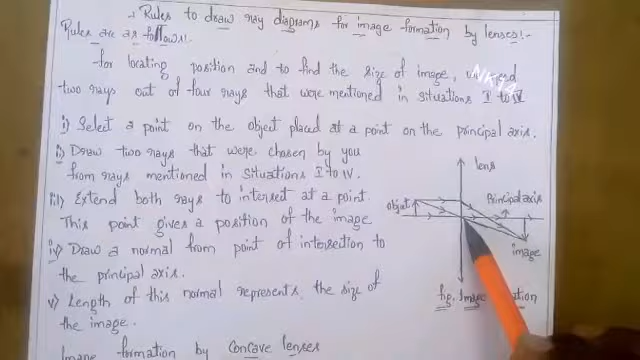 :- Rules to draw ray diagrams for image formation by lenses:-
Rules are as follows:
For locating position and to find the size of image, we need
two rays out of four rays that were mentioned in situations I to IV
i) Select a point on the object placed at a point on the principal axis.
ii) Draw two rays that were chosen by you
from rays mentioned in situations I to IV.
iii) Extend both rays to intersect at a point.
This point gives a position of the image
iv) Draw a normal from point of intersection to
the principal axis.
v) Length of this normal represents the size of
the image.
Image formation by concave lenses
lens
object
Principal axis
image
fig. Image